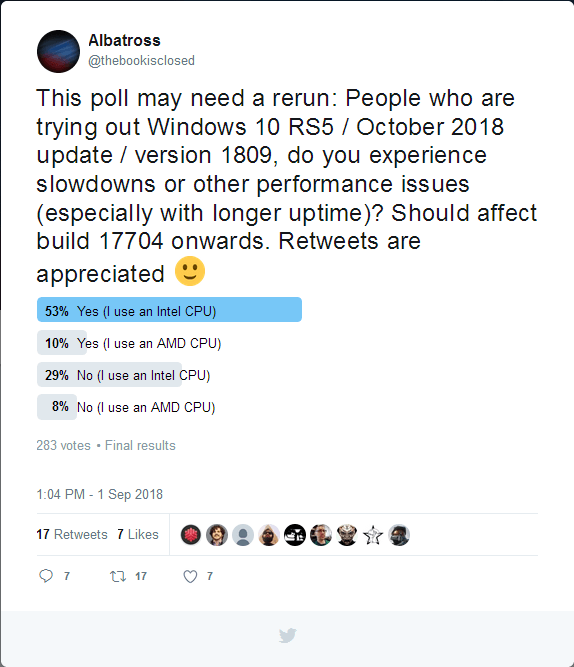 Albatross
@thebookisclosed
This poll may need a rerun: People who are
trying out Windows 10 RS5 / October 2018
update / version 1809, do you experience
slowdowns or other performance issues
(especially with longer uptime)? Should affect
build 17704 onwards. Retweets are
appreciated 🙂
53% Yes (I use an Intel CPU)
10% Yes (I use an AMD CPU)
29% No (I use an Intel CPU)
8% No (I use an AMD CPU)
283 votes • Final results
1:04 PM - 1 Sep 2018
17 Retweets 7 Likes
7 17 7